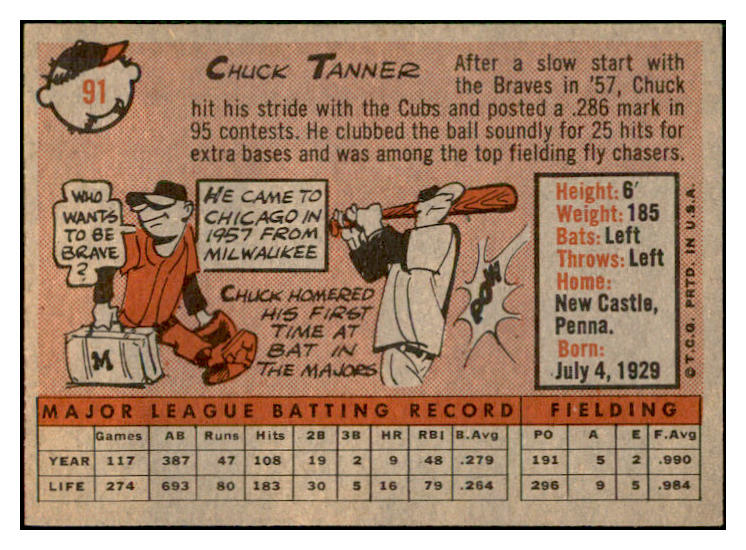 91
CHUCK TANNER
After a slow start with
the Braves in '57, Chuck
hit his stride with the Cubs and posted a .286 mark in
95 contests. He clubbed the ball soundly for 25 hits for
extra bases and was among the top fielding fly chasers.
WHO
WANTS
TO BE
BRAVE
?
M
HE CAME TO
CHICAGO IN
1957 FROM
MILWAUKEE
CHUCK HOMERED
HIS FIRST
TIME AT
BAT IN
THE MAJORS
POW
Height: 6'
Weight: 185
Bats: Left
Throws: Left
Home:
New Castle,
Penna.
Born:
July 4, 1929
© T.C.G. PRTD. IN U.S.A.
MAJOR LEAGUE BATTING RECORD FIELDING
Games AB Runs Hits 2B 3B HR RBI B.Avg PO A E F.Avg
YEAR 117 387 47 108 19 2 9 48 .279 191 5 2 .990
LIFE 274 693 80 183 30 5 16 79 .264 296 9 5 .984